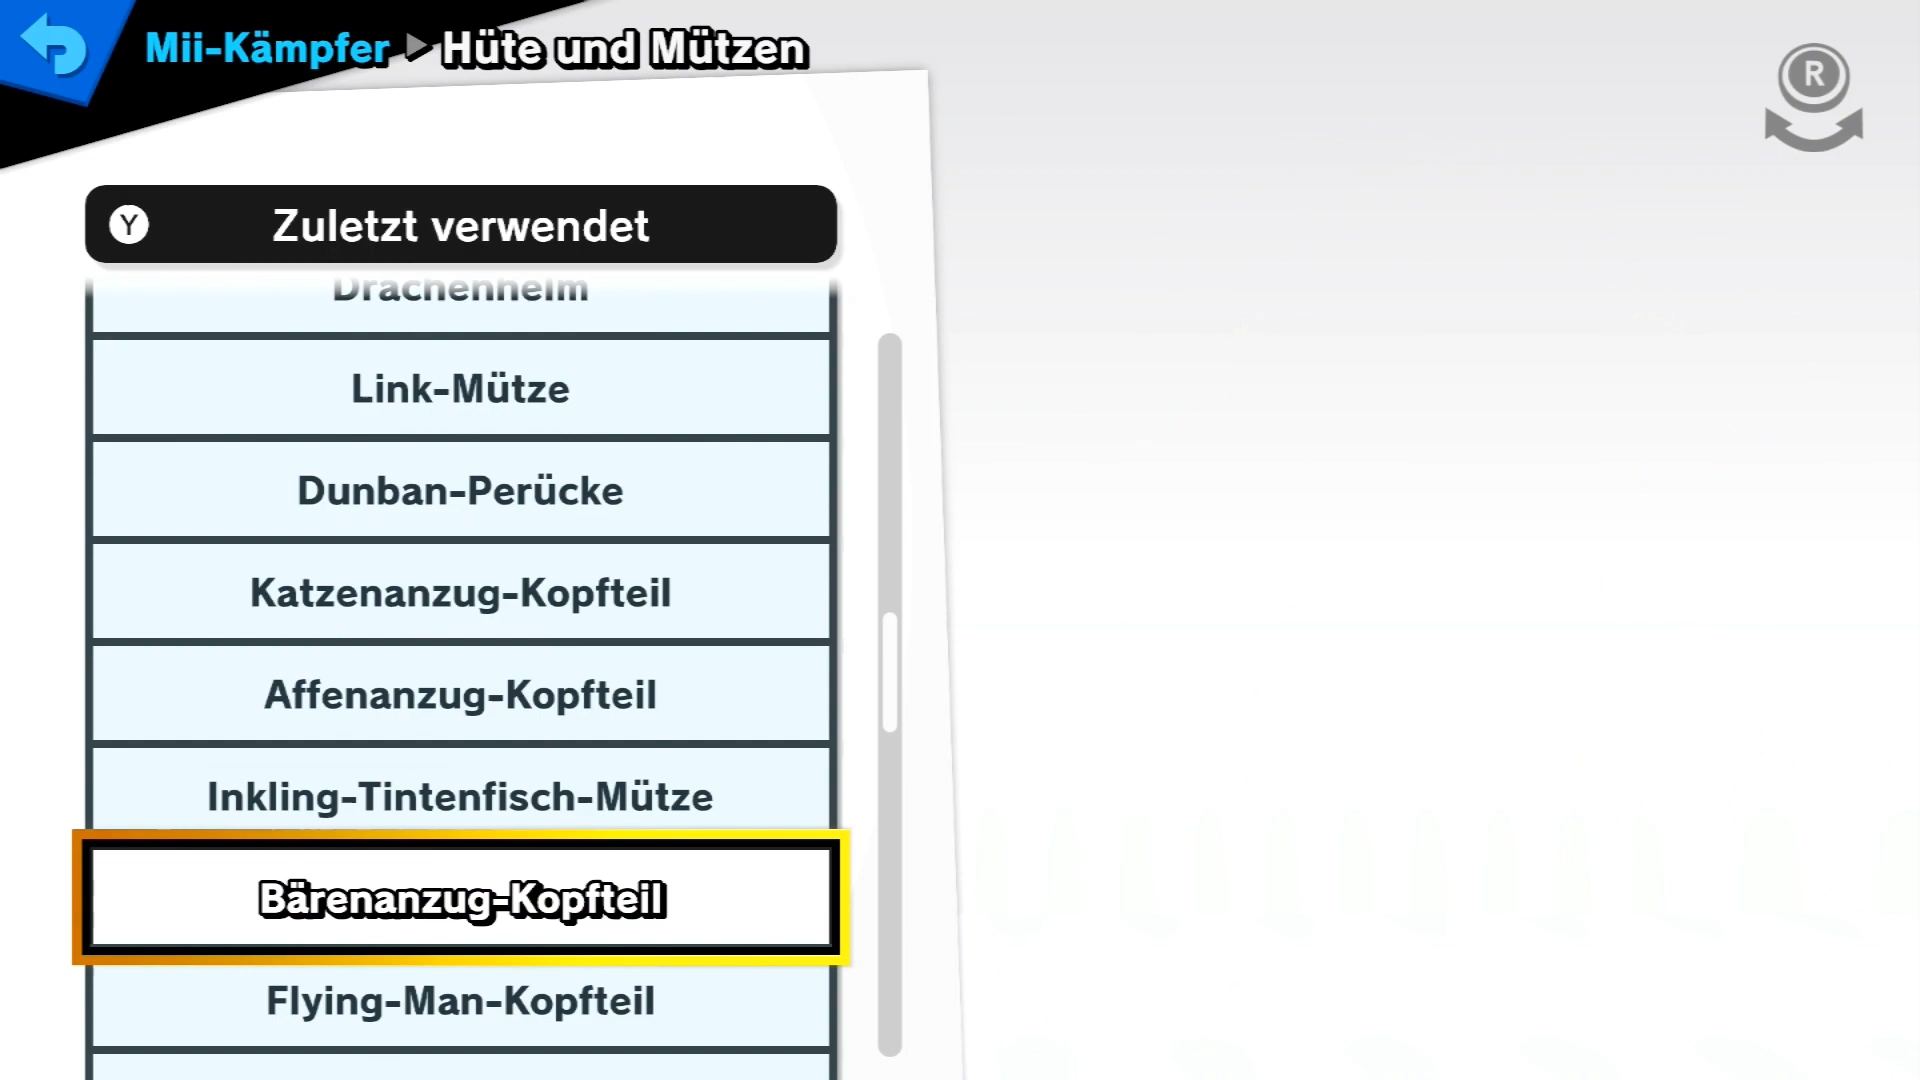 Mii-Kämpfer ▶ Hüte und Mützen
R
Y Zuletzt verwendet
Drachenhelm
Link-Mütze
Dunban-Perücke
Katzenanzug-Kopfteil
Affenanzug-Kopfteil
Inkling-Tintenfisch-Mütze
Bärenanzug-Kopfteil
Flying-Man-Kopfteil